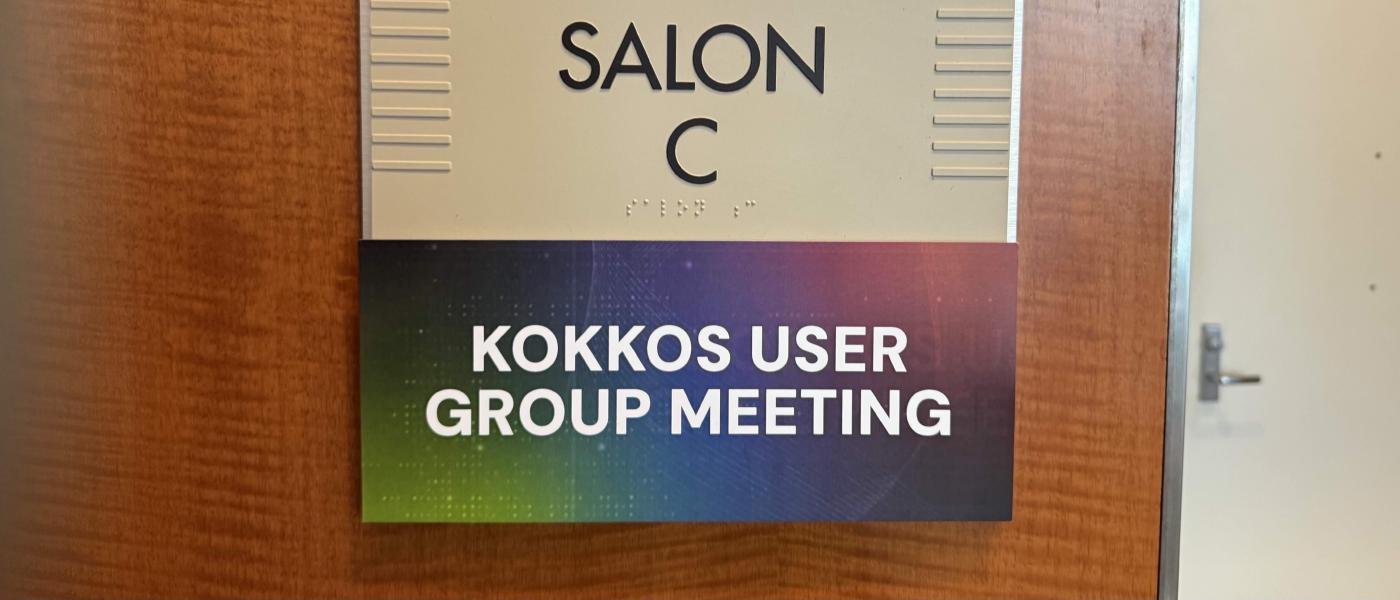 SALON
C
KOKKOS USER
GROUP MEETING